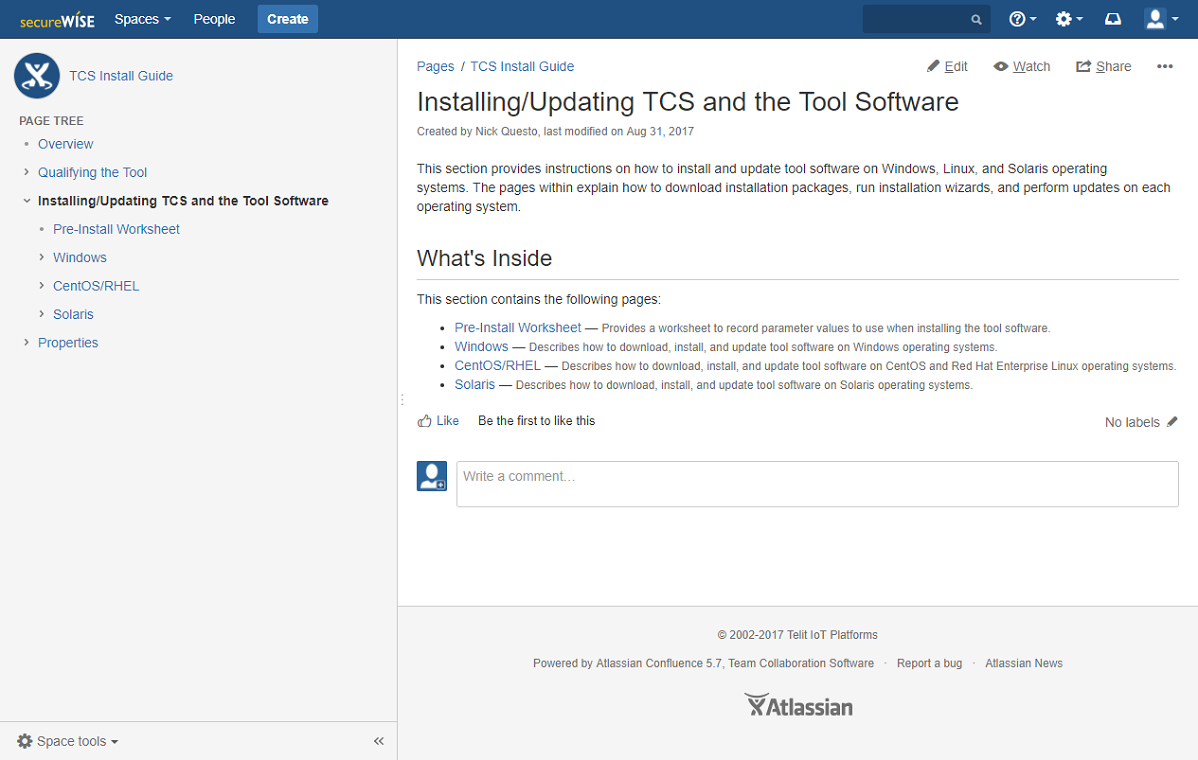 secureWISE Spaces People Create
TCS Install Guide
PAGE TREE
Overview
Qualifying the Tool
Installing/Updating TCS and the Tool Software
Pre-Install Worksheet
Windows
CentOS/RHEL
Solaris
Properties
Space tools
Pages / TCS Install Guide
Edit Watch Share
Installing/Updating TCS and the Tool Software
Created by Nick Questo, last modified on Aug 31, 2017
This section provides instructions on how to install and update tool software on Windows, Linux, and Solaris operating
systems. The pages within explain how to download installation packages, run installation wizards, and perform updates on each
operating system.
What's Inside
This section contains the following pages:
• Pre-Install Worksheet — Provides a worksheet to record parameter values to use when installing the tool software.
• Windows — Describes how to download, install, and update tool software on Windows operating systems.
• CentOS/RHEL — Describes how to download, install, and update tool software on CentOS and Red Hat Enterprise Linux operating systems.
• Solaris — Describes how to download, install, and update tool software on Solaris operating systems.
Like Be the first to like this No labels
Write a comment…
© 2002-2017 Telit IoT Platforms
Powered by Atlassian Confluence 5.7, Team Collaboration Software · Report a bug · Atlassian News
Atlassian